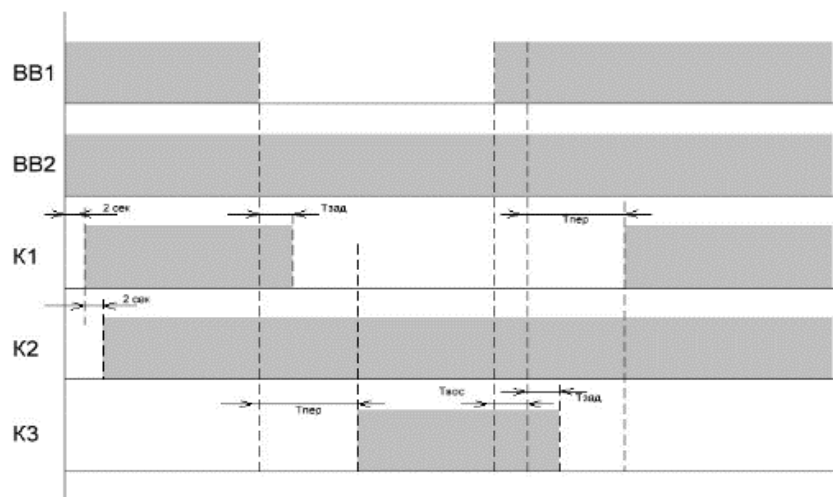 ВВ1
ВВ2
2 сек
Тзад
Тпер
К1
2 сек
К2
Твос
Тпер
Тзад
К3